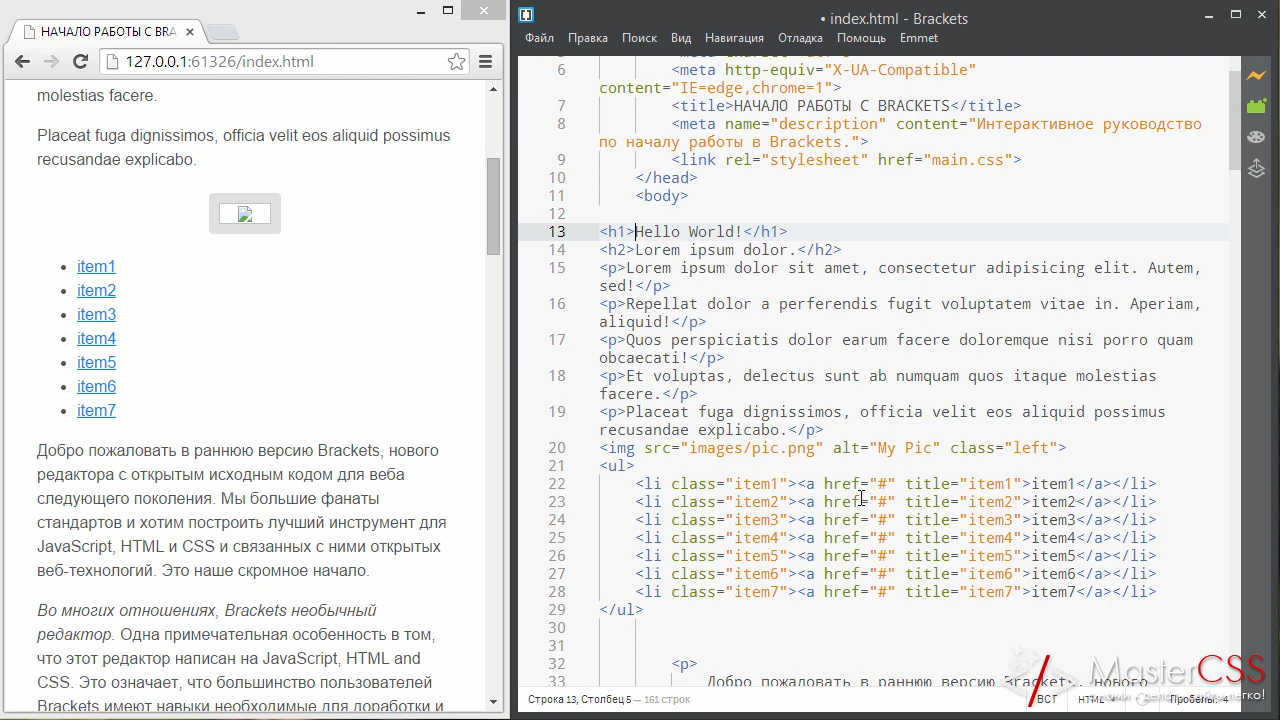 НАЧАЛО РАБОТЫ С BRA
127.0.0.1:61326/index.html
molestias facere.
Placeat fuga dignissimos, officia velit eos aliquid possimus
recusandae explicabo.
item1
item2
item3
item4
item5
item6
item7
Добро пожаловать в раннюю версию Brackets, нового
редактора с открытым исходным кодом для веба
следующего поколения. Мы большие фанаты
стандартов и хотим построить лучший инструмент для
JavaScript, HTML и CSS и связанных с ними открытых
веб-технологий. Это наше скромное начало.
Во многих отношениях, Brackets необычный
редактор. Одна примечательная особенность в том,
что этот редактор написан на JavaScript, HTML and
CSS. Это означает, что большинство пользователей
Brackets имеют навыки необходимые для доработки и
• index.html - Brackets
Файл Правка Поиск Вид Навигация Отладка Помощь Emmet
6 <meta http-equiv="X-UA-Compatible"
content="IE=edge,chrome=1">
7 <title>НАЧАЛО РАБОТЫ С BRACKETS</title>
8 <meta name="description" content="Интерактивное руководство
по началу работы в Brackets.">
9 <link rel="stylesheet" href="main.css">
10 </head>
11 <body>
12
13 <h1>Hello World!</h1>
14 <h2>Lorem ipsum dolor.</h2>
15 <p>Lorem ipsum dolor sit amet, consectetur adipisicing elit. Autem,
sed!</p>
16 <p>Repellat dolor a perferendis fugit voluptatem vitae in. Aperiam,
aliquid!</p>
17 <p>Quos perspiciatis dolor earum facere doloremque nisi porro quam
obcaecati!</p>
18 <p>Et voluptas, delectus sunt ab numquam quos itaque molestias
facere.</p>
19 <p>Placeat fuga dignissimos, officia velit eos aliquid possimus
recusandae explicabo.</p>
20 <img src="images/pic.png" alt="My Pic" class="left">
21 <ul>
22 <li class="item1"><a href="#" title="item1">item1</a></li>
23 <li class="item2"><a href="#" title="item2">item2</a></li>
24 <li class="item3"><a href="#" title="item3">item3</a></li>
25 <li class="item4"><a href="#" title="item4">item4</a></li>
26 <li class="item5"><a href="#" title="item5">item5</a></li>
27 <li class="item6"><a href="#" title="item6">item6</a></li>
28 <li class="item7"><a href="#" title="item7">item7</a></li>
29 </ul>
30
31
32 <p>
33 Добро пожаловать в раннюю версию Brackets, нового
Строка 13, Столбец 5 — 161 строк
ВСТ HTML Пробелы: 4
MasterCSS